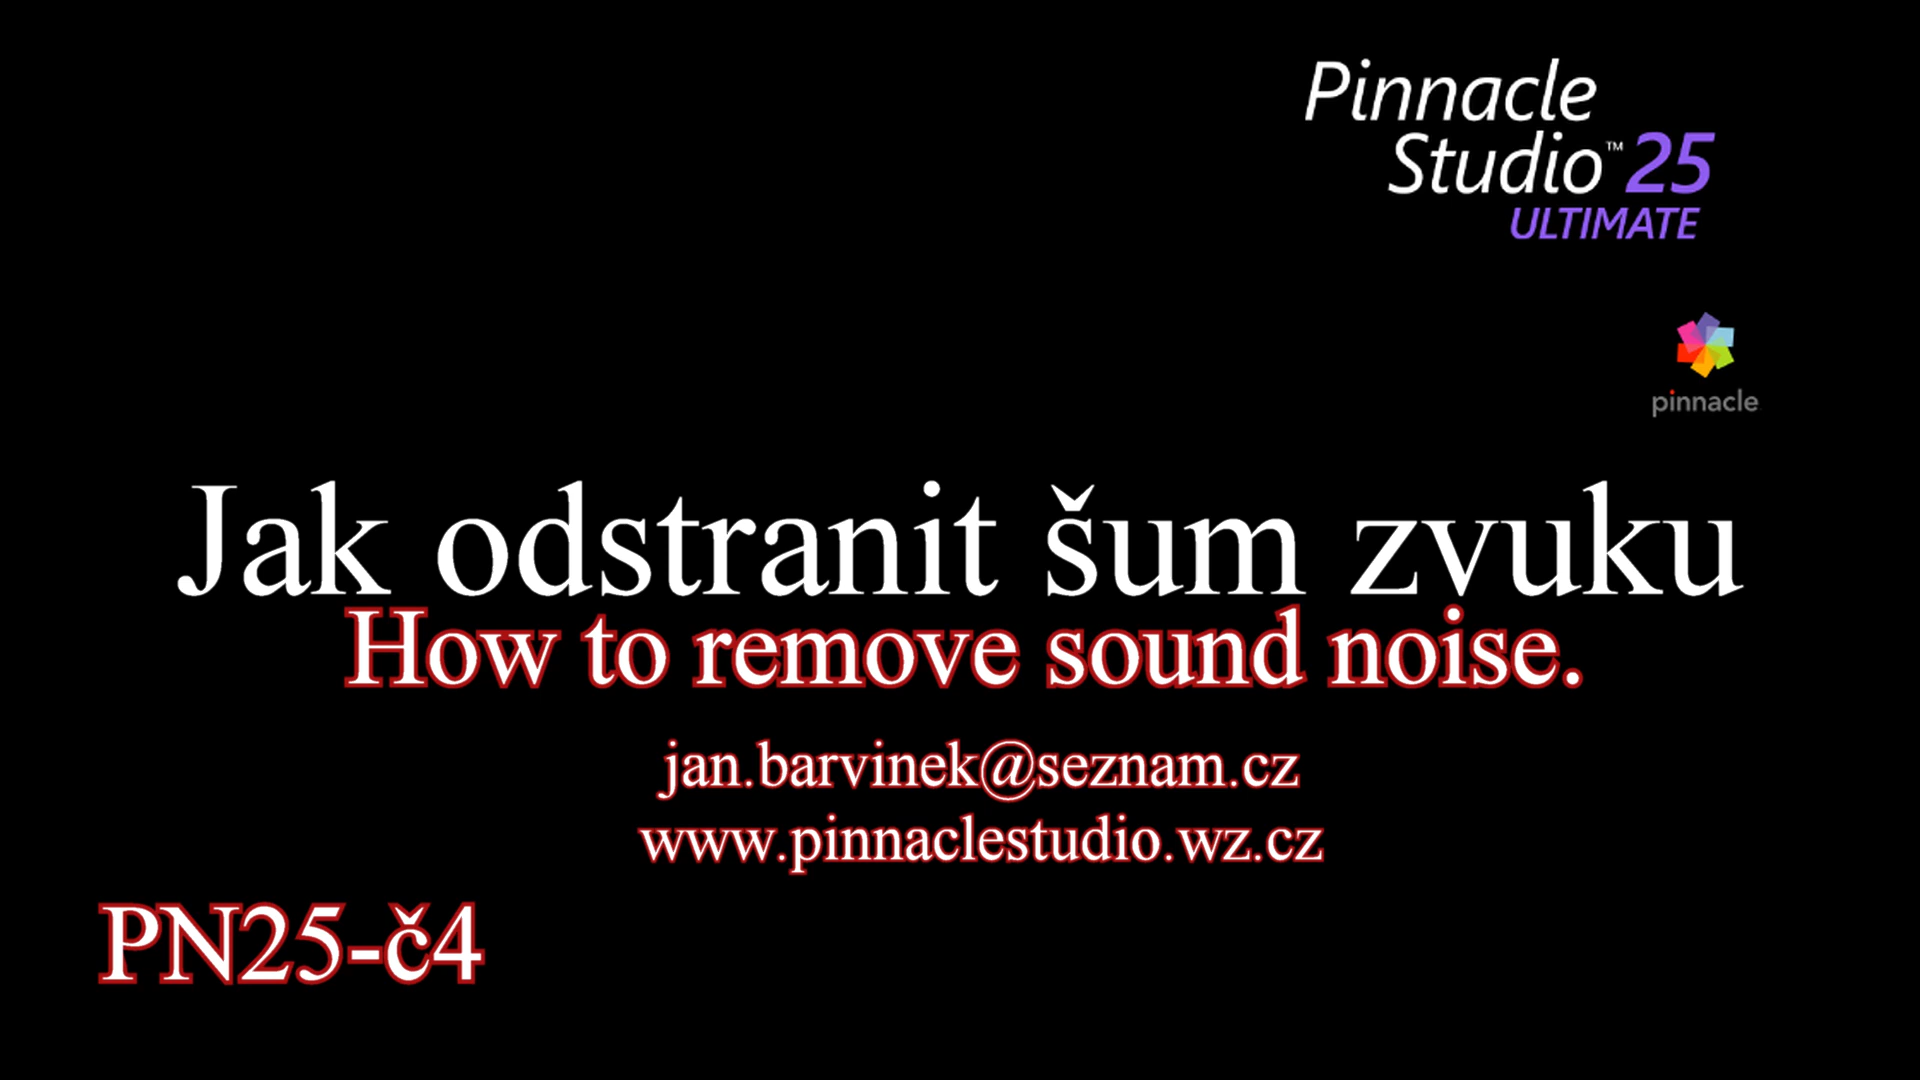 Pinnacle
Studio™ 25
ULTIMATE
pinnacle
Jak odstranit šum zvuku
How to remove sound noise.
jan.barvinek@seznam.cz
www.pinnaclestudio.wz.cz
PN25-č4